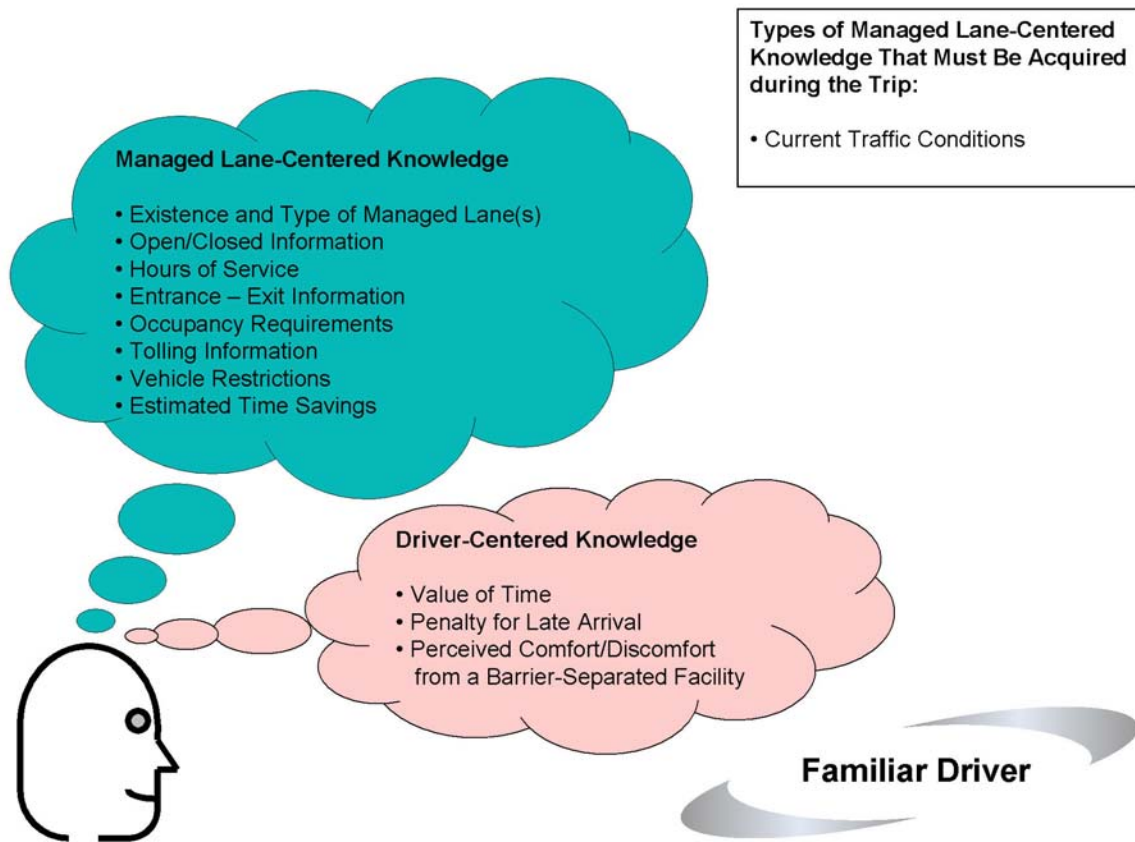 Types of Managed Lane-Centered
Knowledge That Must Be Acquired
during the Trip:
• Current Traffic Conditions
Managed Lane-Centered Knowledge
• Existence and Type of Managed Lane(s)
• Open/Closed Information
• Hours of Service
• Entrance – Exit Information
• Occupancy Requirements
• Tolling Information
• Vehicle Restrictions
• Estimated Time Savings
Driver-Centered Knowledge
• Value of Time
• Penalty for Late Arrival
• Perceived Comfort/Discomfort
from a Barrier-Separated Facility
Familiar Driver